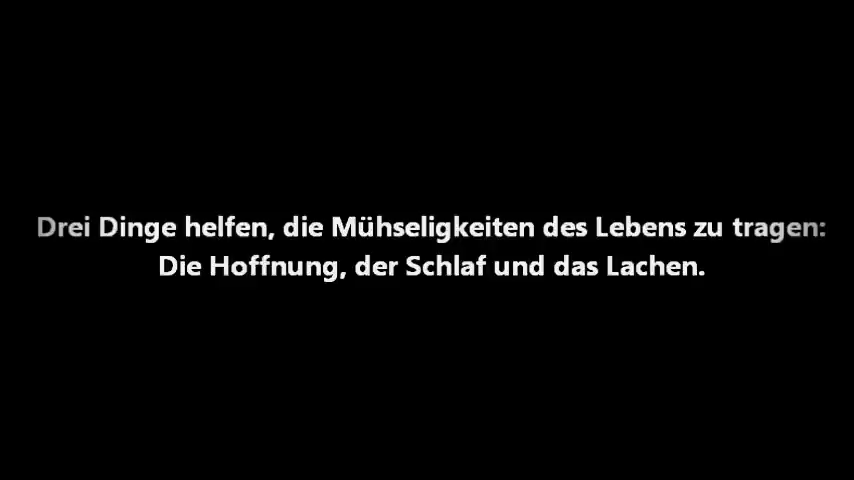 Drei Dinge helfen, die Mühseligkeiten des Lebens zu tragen:
Die Hoffnung, der Schlaf und das Lachen.